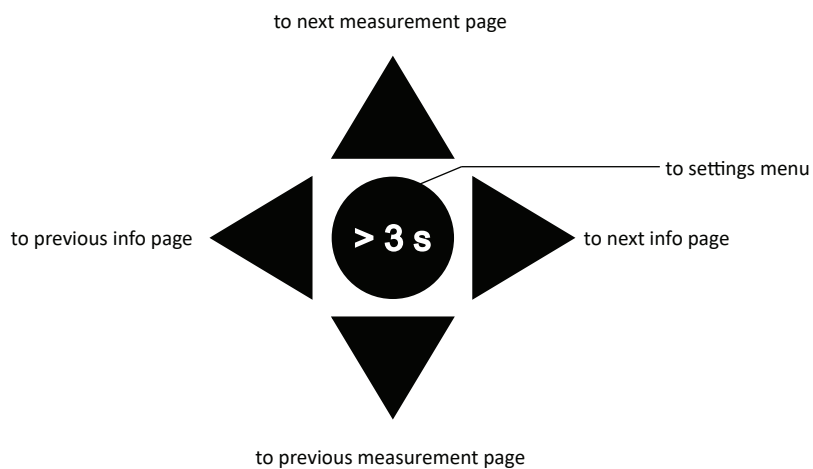 to next measurement page
to settings menu
to previous info page
> 3 s
to next info page
to previous measurement page